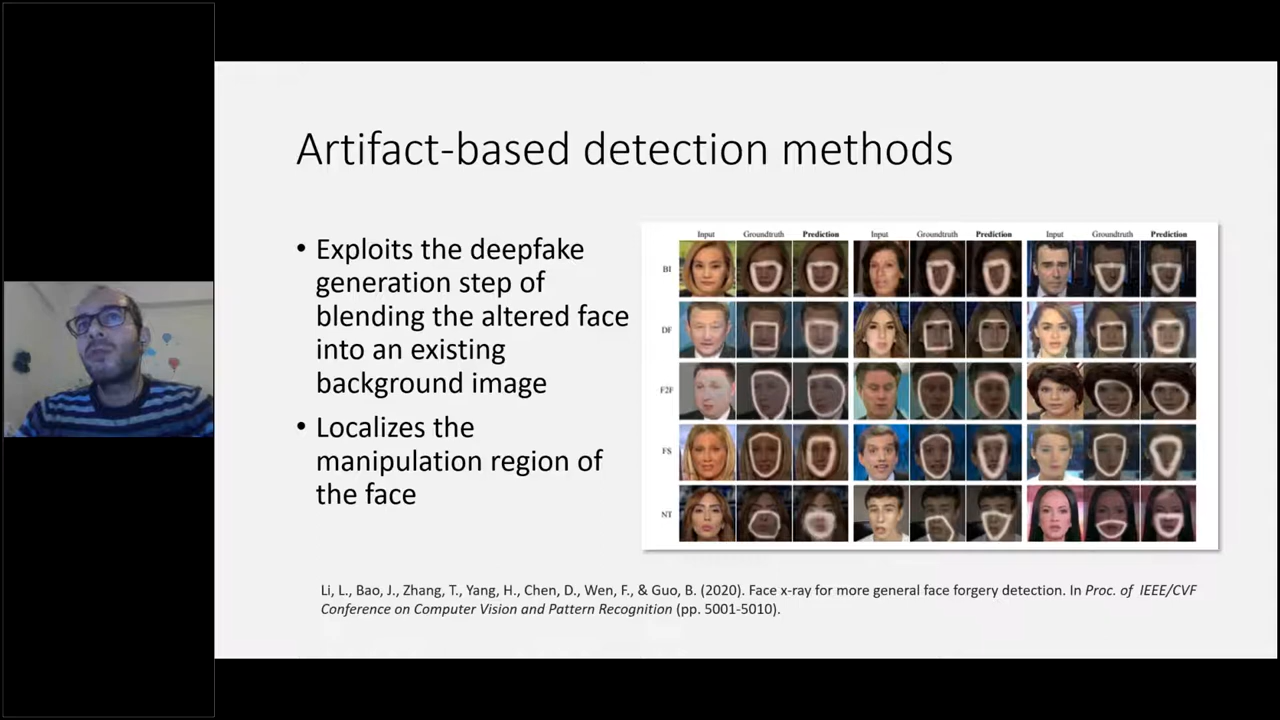 Artifact-based detection methods
• Exploits the deepfake
generation step of
blending the altered face
into an existing
background image
• Localizes the
manipulation region of
the face
Input Groundtruth Prediction Input Groundtruth Prediction Input Groundtruth Prediction
BI
DF
F2F
FS
NT
Li, L., Bao, J., Zhang, T., Yang, H., Chen, D., Wen, F., & Guo, B. (2020). Face x-ray for more general face forgery detection. In Proc. of IEEE/CVF
Conference on Computer Vision and Pattern Recognition (pp. 5001-5010).